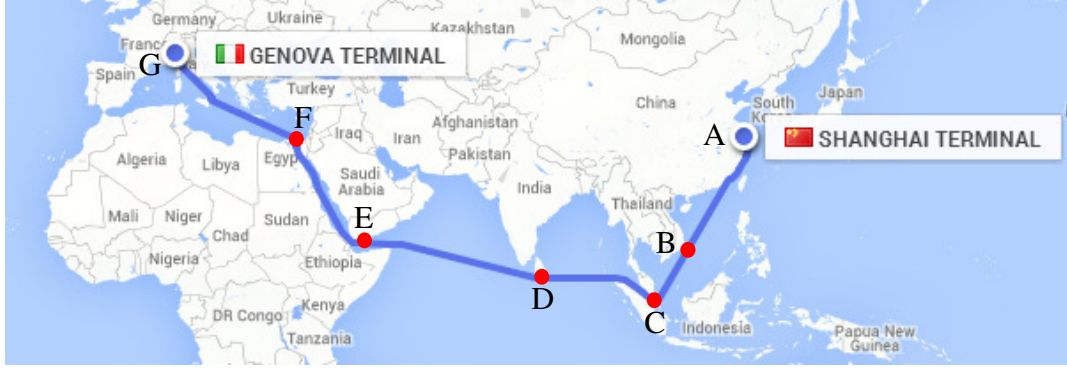 Germany
Ukraine
Kazakhstan
Mongolia
France
G
GENOVA TERMINAL
Spain
Turkey
China
South
Japan
F
A
SHANGHAI TERMINAL
Iraq
Iran
Afghanistan
Pakistan
Algeria
Libya
Egypt
Saudi
Arabia
India
Thailand
Mali
Niger
Sudan
E
B
Chad
Nigeria
Ethiopia
D
C
DR Congo
Kenya
Tanzania
Indonesia
Papua New
Guinea